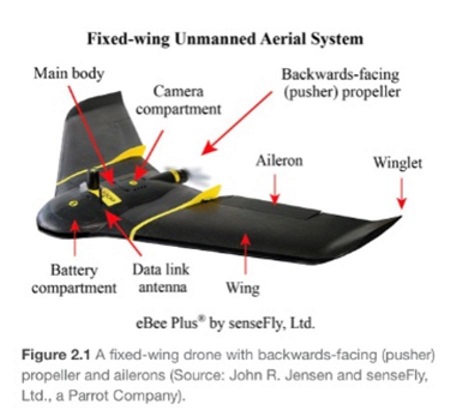 Fixed-wing Unmanned Aerial System
Main body
Camera
compartment
Backwards-facing
(pusher) propeller
Aileron
Winglet
Battery
compartment
Data link
antenna
Wing
eBee Plus® by senseFly, Ltd.
Figure 2.1 A fixed-wing drone with backwards-facing (pusher)
propeller and ailerons (Source: John R. Jensen and senseFly,
Ltd., a Parrot Company).